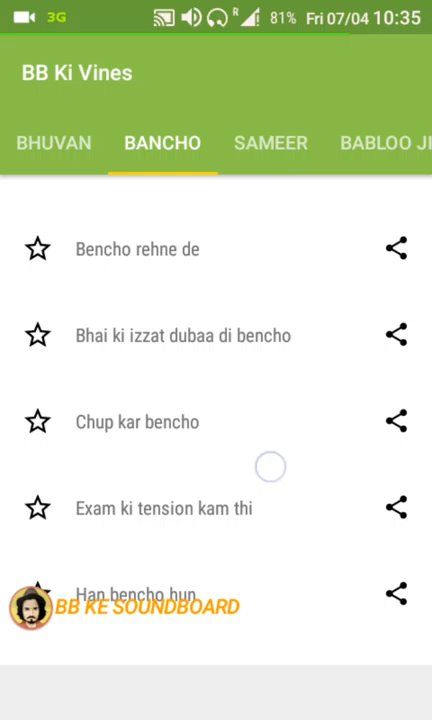 3G R 81% Fri 07/04 10:35
BB Ki Vines
BHUVAN BANCHO SAMEER BABLOO JI
Bencho rehne de
Bhai ki izzat dubaa di bencho
Chup kar bencho
Exam ki tension kam thi
Han bencho hun
BB KE SOUNDBOARD